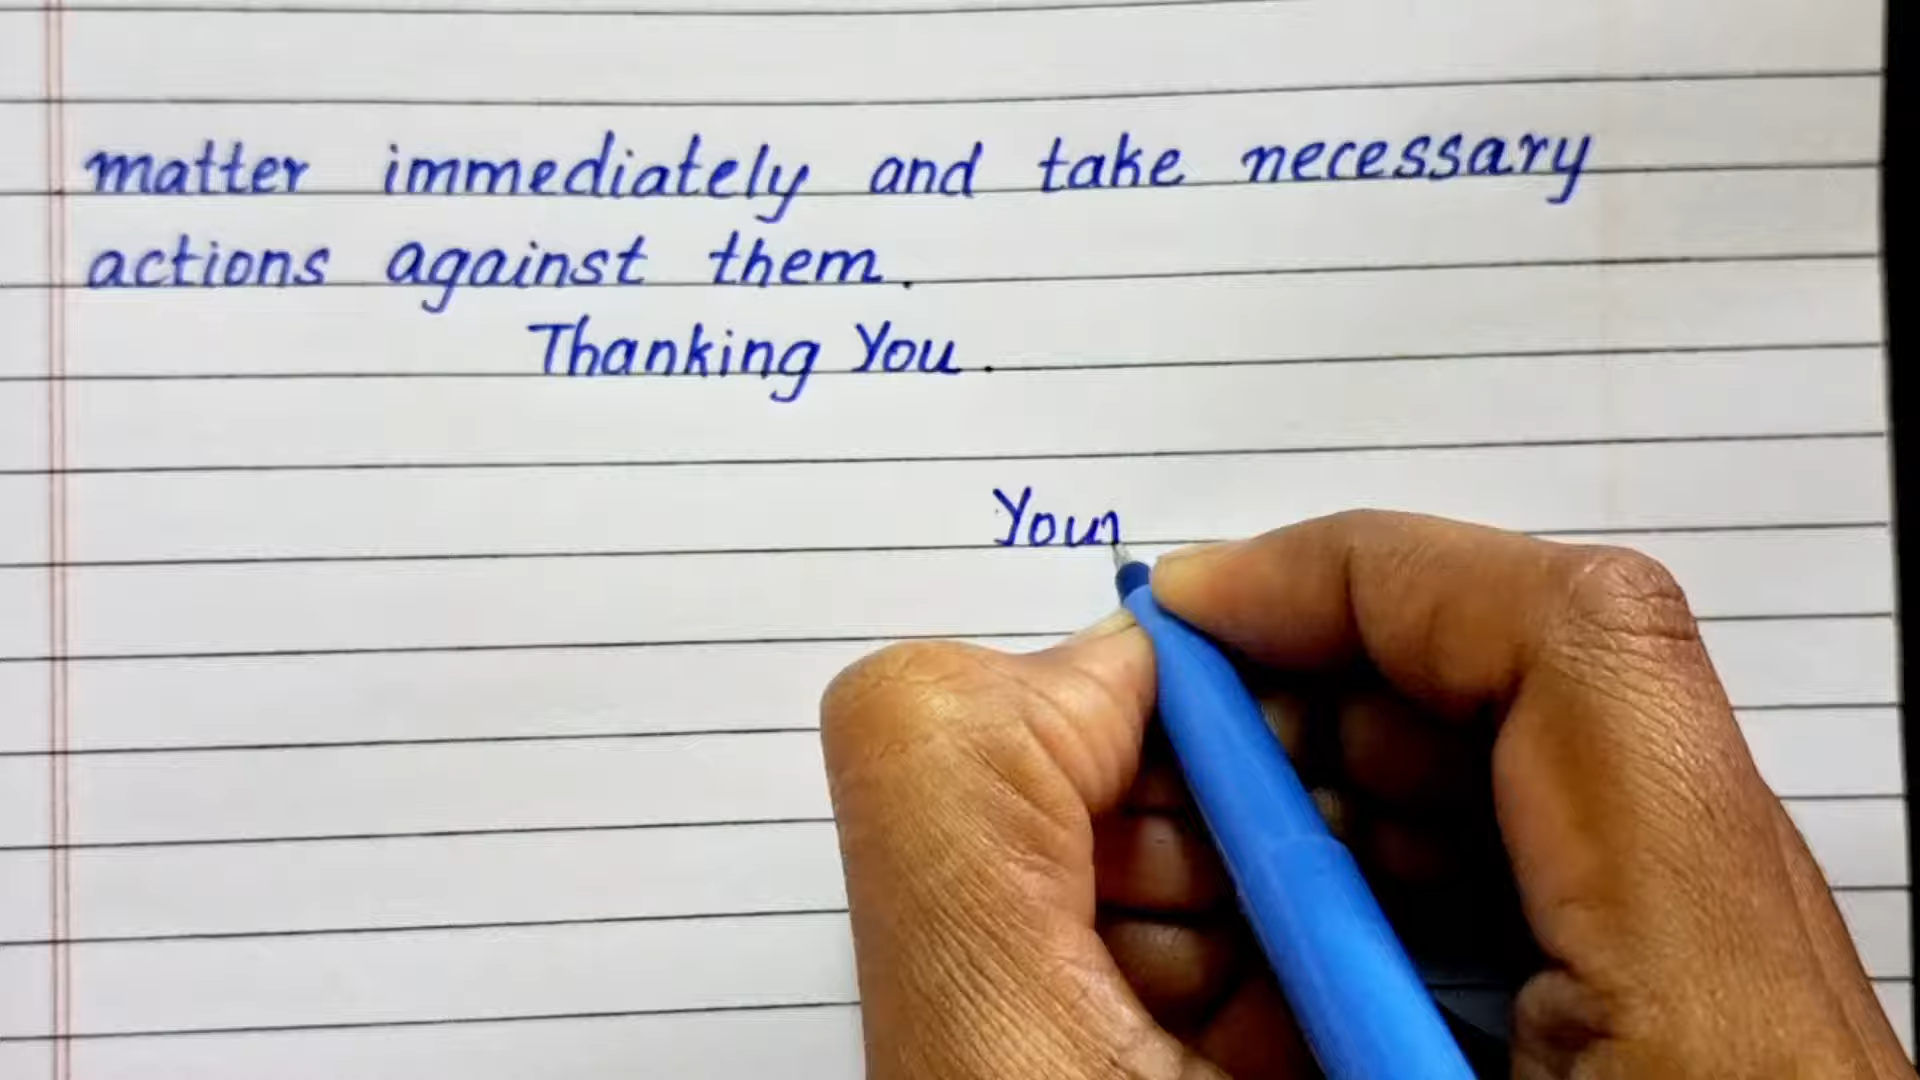 matter immediately and take necessary
actions against them.
Thanking You.
Your